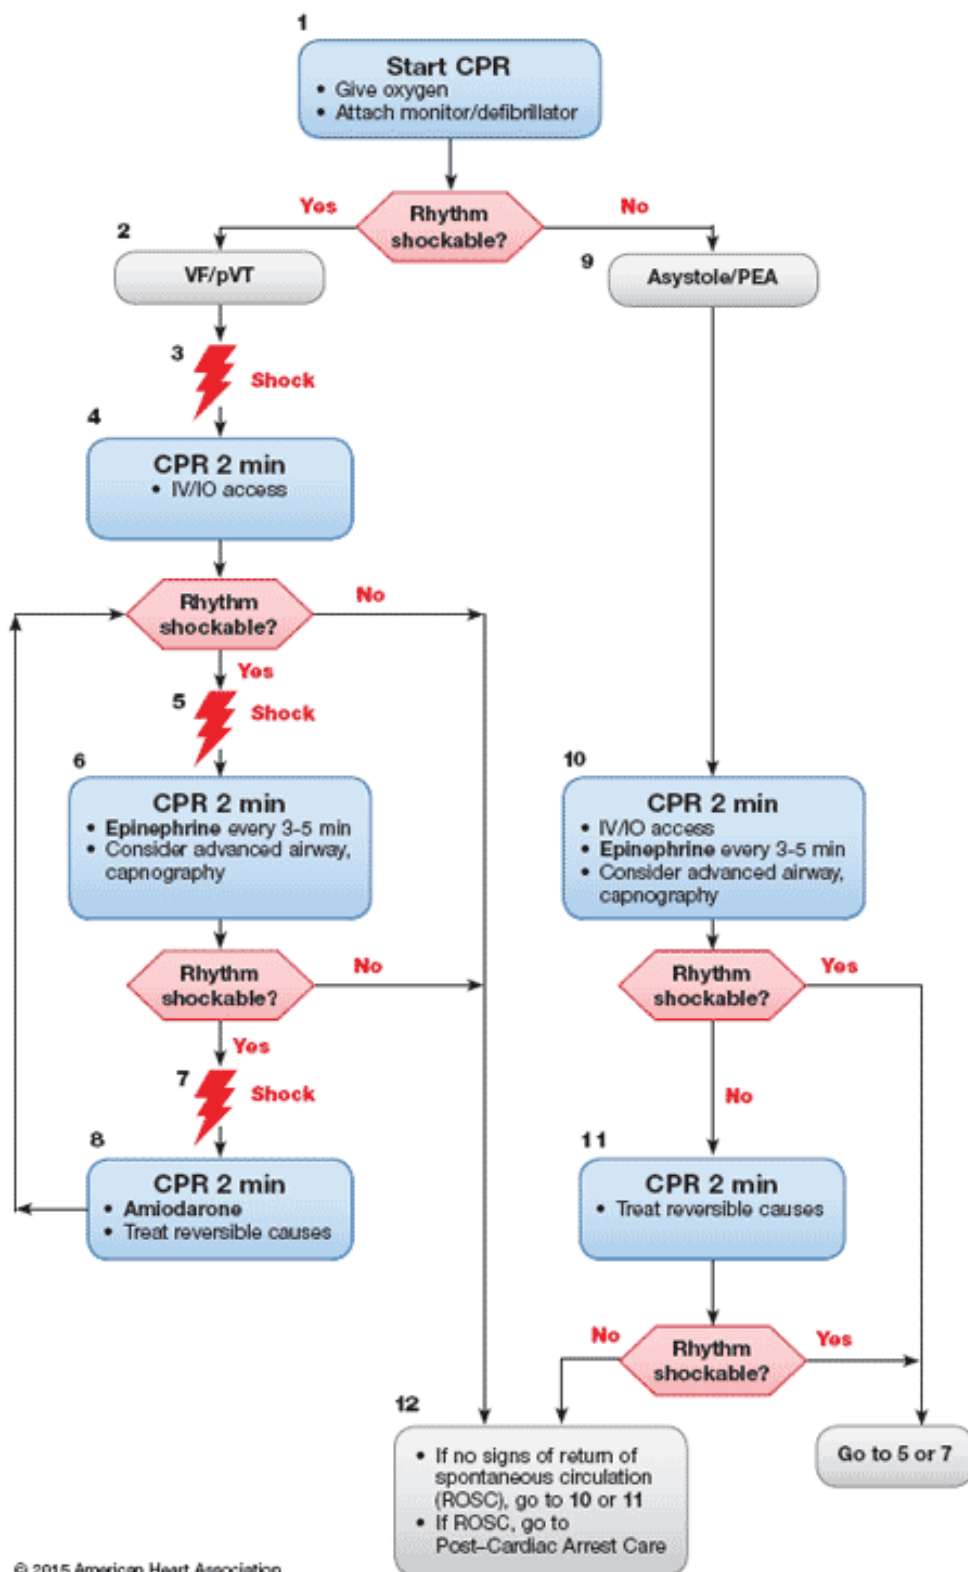 1
Start CPR
• Give oxygen
• Attach monitor/defibrillator
Rhythm
shockable?
Yes
No
2
VF/pVT
9
Asystole/PEA
3
Shock
4
CPR 2 min
• IV/IO access
Rhythm
shockable?
No
Yes
5
Shock
6
CPR 2 min
• Epinephrine every 3-5 min
• Consider advanced airway,
capnography
Rhythm
shockable?
No
Yes
7
Shock
8
CPR 2 min
• Amiodarone
• Treat reversible causes
10
CPR 2 min
• IV/IO access
• Epinephrine every 3-5 min
• Consider advanced airway,
capnography
Rhythm
shockable?
Yes
No
11
CPR 2 min
• Treat reversible causes
Rhythm
shockable?
No
Yes
12
• If no signs of return of
spontaneous circulation
(ROSC), go to 10 or 11
• If ROSC, go to
Post–Cardiac Arrest Care
Go to 5 or 7
© 2015 American Heart Association